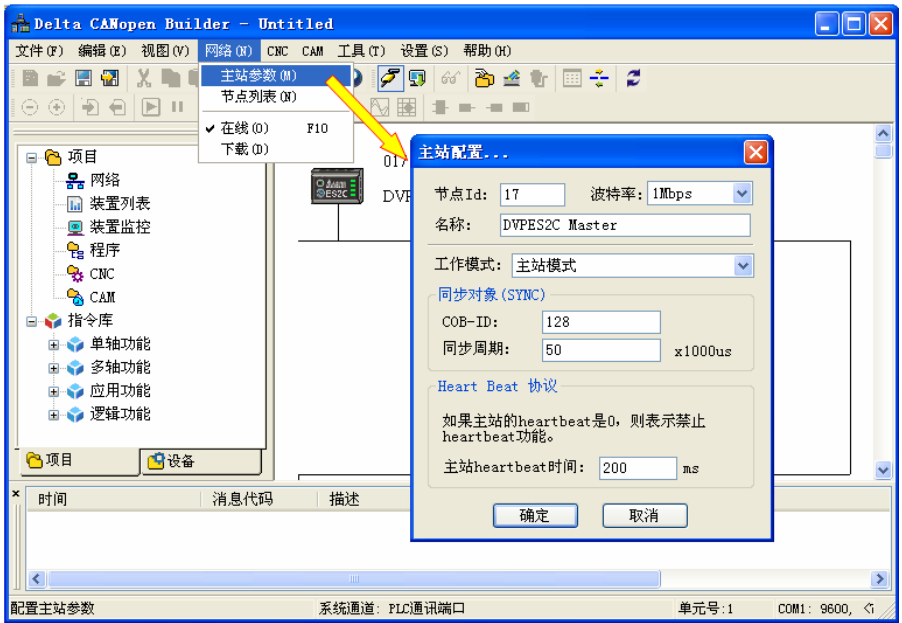 Delta CANopen Builder - Untitled
文件(F) 编辑(E) 视图(V) 网络(N) CNC CAM 工具(T) 设置(S) 帮助(H)
主站参数(M)
节点列表(N)
在线(O) F10
下载(D)
项目
网络
装置列表
装置监控
程序
CNC
CAM
指令库
单轴功能
多轴功能
应用功能
逻辑功能
项目 设备
017
ES2C
主站配置...
节点Id: 17 波特率: 1Mbps
名称: DVPES2C Master
工作模式: 主站模式
同步对象(SYNC)
COB-ID: 128
同步周期: 50 x1000us
Heart Beat 协议
如果主站的heartbeat是0，则表示禁止
heartbeat功能。
主站heartbeat时间: 200 ms
确定 取消
时间 消息代码 描述
配置主站参数 系统通道: PLC通讯端口 单元号:1 COM1: 9600,